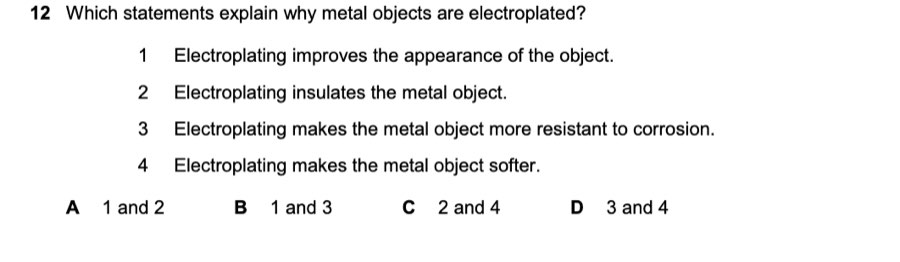 12 Which statements explain why metal objects are electroplated?
1 Electroplating improves the appearance of the object.
2 Electroplating insulates the metal object.
3 Electroplating makes the metal object more resistant to corrosion.
4 Electroplating makes the metal object softer.
A 1 and 2 B 1 and 3 C 2 and 4 D 3 and 4